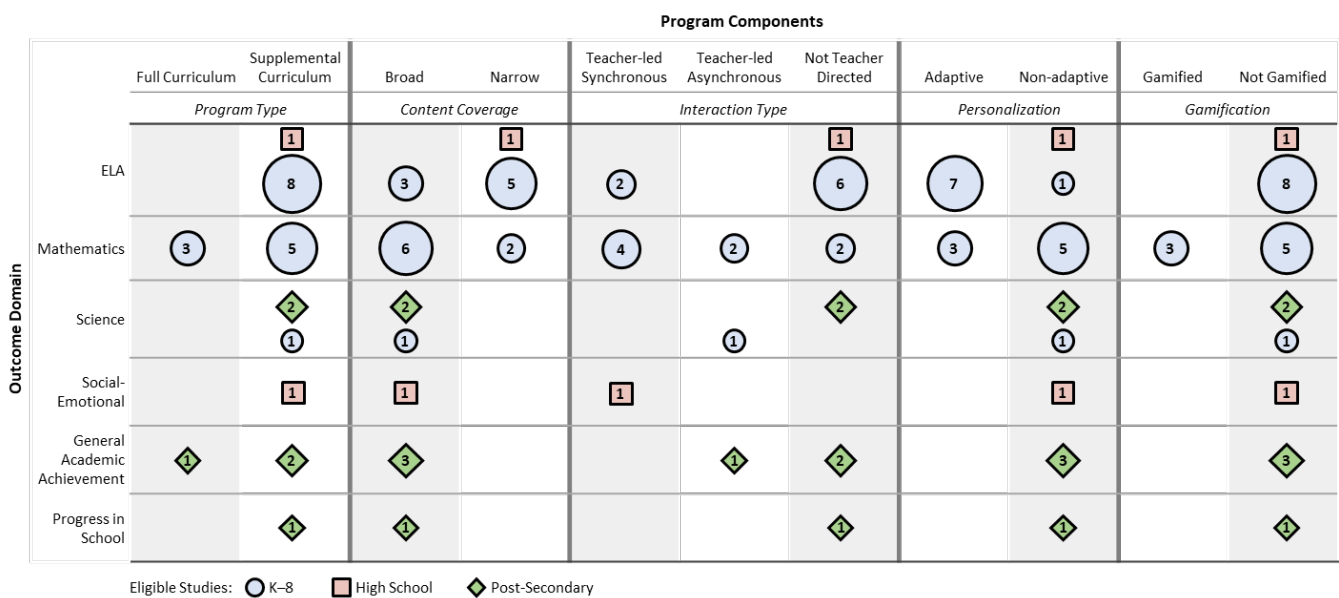 Program Components
Full Curriculum
Supplemental
Curriculum
Broad
Narrow
Teacher-led
Synchronous
Teacher-led
Asynchronous
Not Teacher
Directed
Adaptive
Non-adaptive
Gamified
Not Gamified
Program Type
Content Coverage
Interaction Type
Personalization
Gamification
Outcome Domain
ELA
1 1 1 1 1
8 3 5 2 6 7 1 8
Mathematics
3 5 6 2 4 2 2 3 5 3 5
Science
2 2 2 2 2
1 1 1 1 1
Social-
Emotional
1 1 1 1 1
General
Academic
Achievement
1 2 3 1 2 3 3
Progress in
School
1 1 1 1 1
Eligible Studies: K–8 High School Post-Secondary